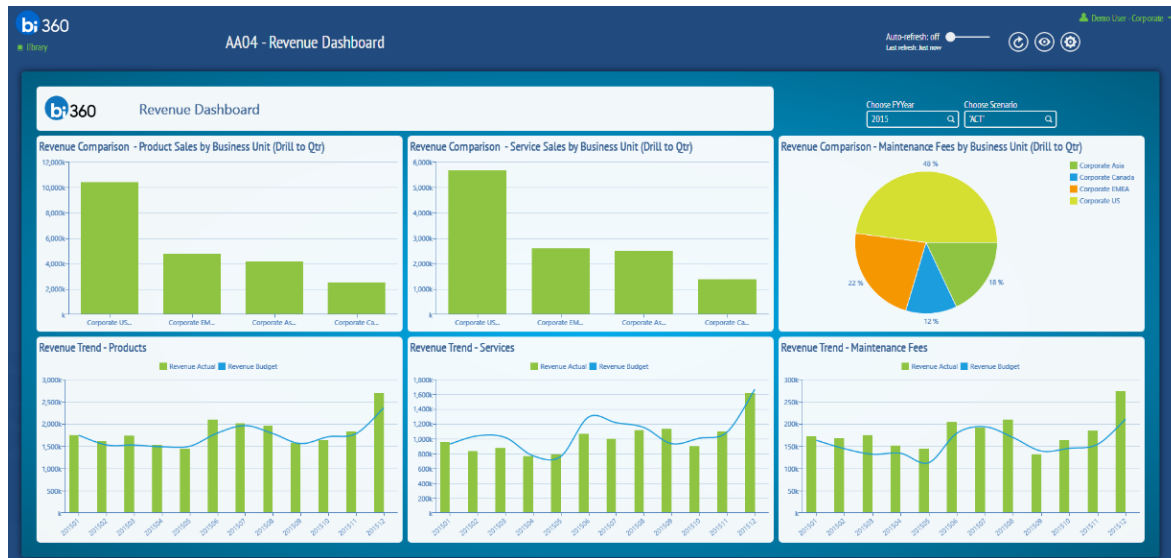 bi 360
Demo User - Corporate
Library
AA04 - Revenue Dashboard
Auto-refresh: off
Last refresh: Just now
bi 360
Revenue Dashboard
Choose FYYear
Choose Scenario
2015
"ACT"
Revenue Comparison - Product Sales by Business Unit (Drill to Qtr)
12,000k
10,000k
8,000k
6,000k
4,000k
2,000k
k
Corporate US...
Corporate EM...
Corporate As...
Corporate Ca...
Revenue Comparison - Service Sales by Business Unit (Drill to Qtr)
6,000k
5,000k
4,000k
3,000k
2,000k
1,000k
k
Corporate US...
Corporate EM...
Corporate As...
Corporate Ca...
Revenue Comparison - Maintenance Fees by Business Unit (Drill to Qtr)
48 %
22 %
18 %
12 %
Corporate Asia
Corporate Canada
Corporate EMEA
Corporate US
Revenue Trend - Products
Revenue Actual Revenue Budget
3,000k
2,500k
2,000k
1,500k
1,000k
500k
k
201501 201502 201503 201504 201505 201506 201507 201508 201509 201510 201511 201512
Revenue Trend - Services
Revenue Actual Revenue Budget
1,800k
1,600k
1,400k
1,200k
1,000k
800k
600k
400k
200k
k
201501 201502 201503 201504 201505 201506 201507 201508 201509 201510 201511 201512
Revenue Trend - Maintenance Fees
Revenue Actual Revenue Budget
300k
250k
200k
150k
100k
50k
k
201501 201502 201503 201504 201505 201506 201507 201508 201509 201510 201511 201512